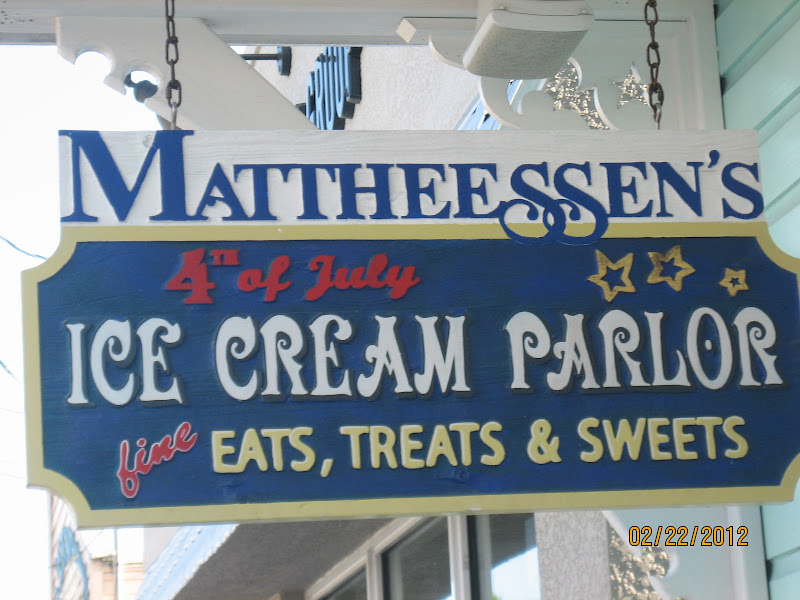 MATTHEESSEN'S
4TH of July
ICE CREAM PARLOR
fine EATS, TREATS & SWEETS
02/22/2012